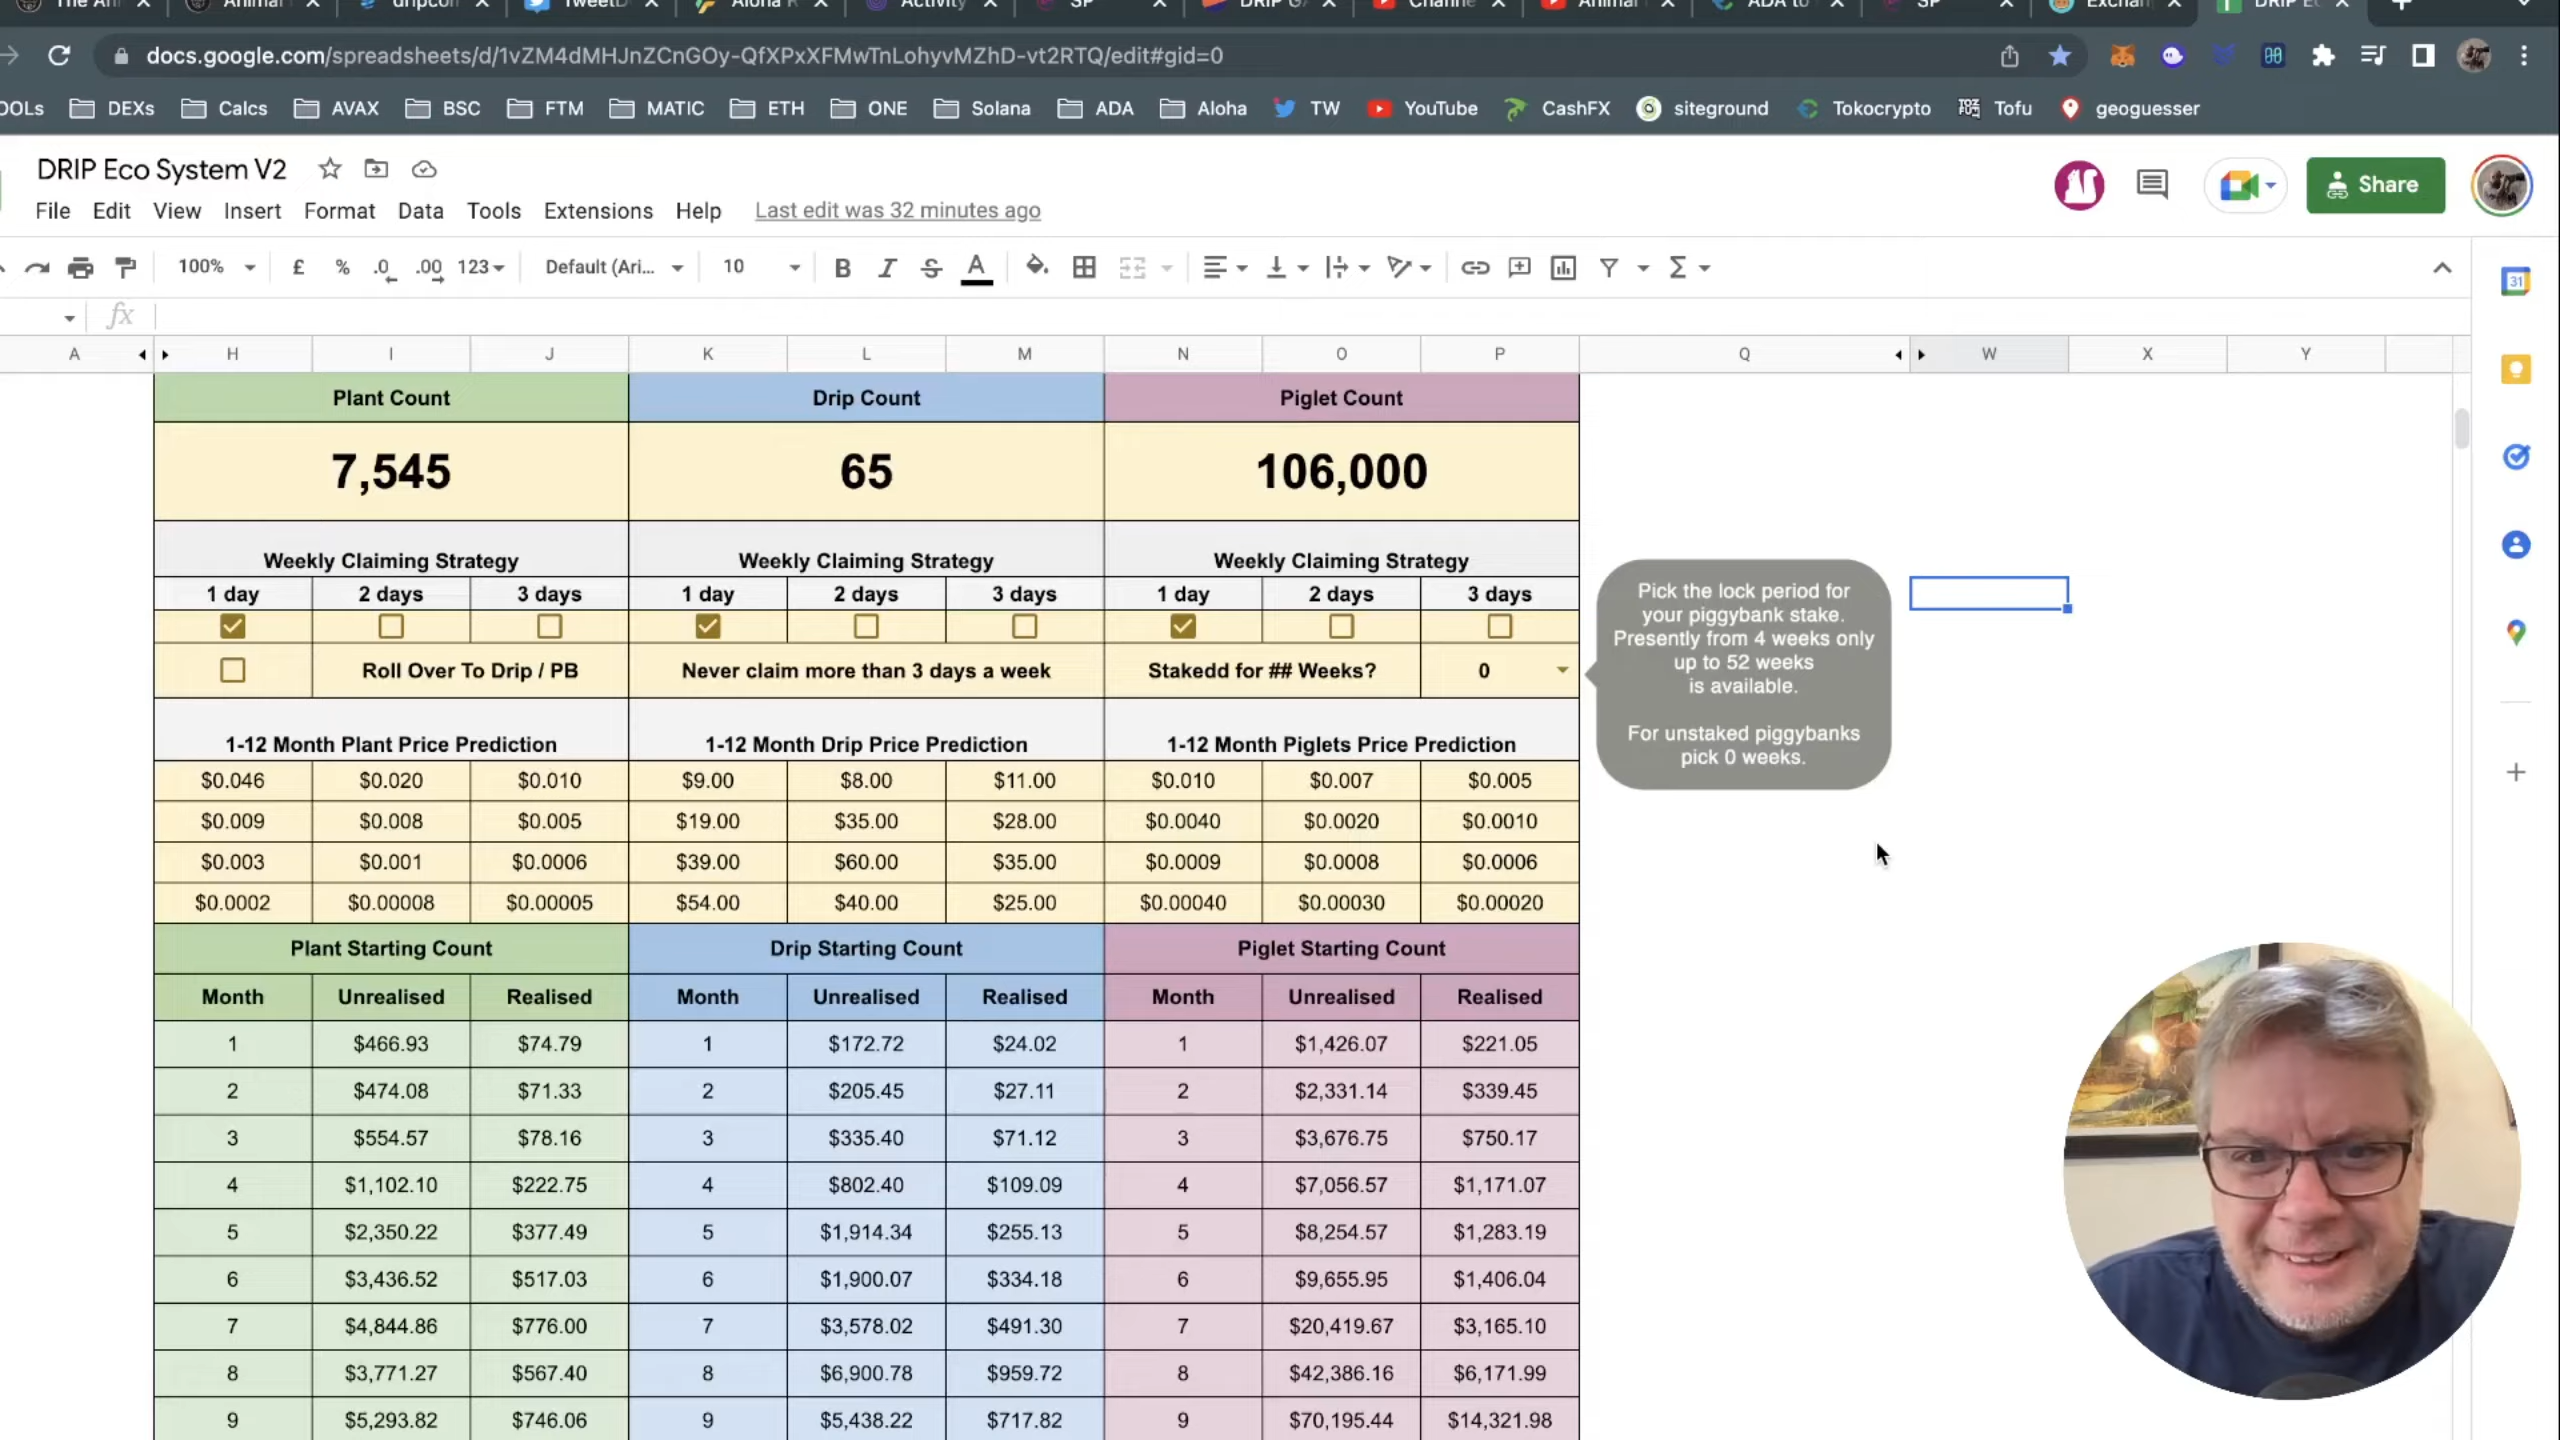 The An
Animal
dripcom
TweetD
Aloha R
Activity
SP
DRIP GA
Channe
Animal
ADA to
SP
Exchan
DRIP Ec
docs.google.com/spreadsheets/d/1vZM4dMHJnZCnGOy-QfXPxXFMwTnLohyvMZhD-vt2RTQ/edit#gid=0
OOLs DEXs Calcs AVAX BSC FTM MATIC ETH ONE Solana ADA Aloha TW YouTube CashFX siteground Tokocrypto Tofu geoguesser
DRIP Eco System V2
File Edit View Insert Format Data Tools Extensions Help Last edit was 32 minutes ago
Share
100% £ % .0 .00 123 Default (Ari... 10 B I S A Σ
31
fx
A H I J K L M N O P Q W X Y
Plant Count Drip Count Piglet Count
7,545 65 106,000
Weekly Claiming Strategy Weekly Claiming Strategy Weekly Claiming Strategy
1 day 2 days 3 days 1 day 2 days 3 days 1 day 2 days 3 days
Roll Over To Drip / PB Never claim more than 3 days a week Stakedd for ## Weeks? 0
Pick the lock period for
your piggybank stake.
Presently from 4 weeks only
up to 52 weeks
is available.
For unstaked piggybanks
pick 0 weeks.
1-12 Month Plant Price Prediction 1-12 Month Drip Price Prediction 1-12 Month Piglets Price Prediction
$0.046 $0.020 $0.010 $9.00 $8.00 $11.00 $0.010 $0.007 $0.005
$0.009 $0.008 $0.005 $19.00 $35.00 $28.00 $0.0040 $0.0020 $0.0010
$0.003 $0.001 $0.0006 $39.00 $60.00 $35.00 $0.0009 $0.0008 $0.0006
$0.0002 $0.00008 $0.00005 $54.00 $40.00 $25.00 $0.00040 $0.00030 $0.00020
Plant Starting Count Drip Starting Count Piglet Starting Count
Month Unrealised Realised Month Unrealised Realised Month Unrealised Realised
1 $466.93 $74.79 1 $172.72 $24.02 1 $1,426.07 $221.05
2 $474.08 $71.33 2 $205.45 $27.11 2 $2,331.14 $339.45
3 $554.57 $78.16 3 $335.40 $71.12 3 $3,676.75 $750.17
4 $1,102.10 $222.75 4 $802.40 $109.09 4 $7,056.57 $1,171.07
5 $2,350.22 $377.49 5 $1,914.34 $255.13 5 $8,254.57 $1,283.19
6 $3,436.52 $517.03 6 $1,900.07 $334.18 6 $9,655.95 $1,406.04
7 $4,844.86 $776.00 7 $3,578.02 $491.30 7 $20,419.67 $3,165.10
8 $3,771.27 $567.40 8 $6,900.78 $959.72 8 $42,386.16 $6,171.99
9 $5,293.82 $746.06 9 $5,438.22 $717.82 9 $70,195.44 $14,321.98